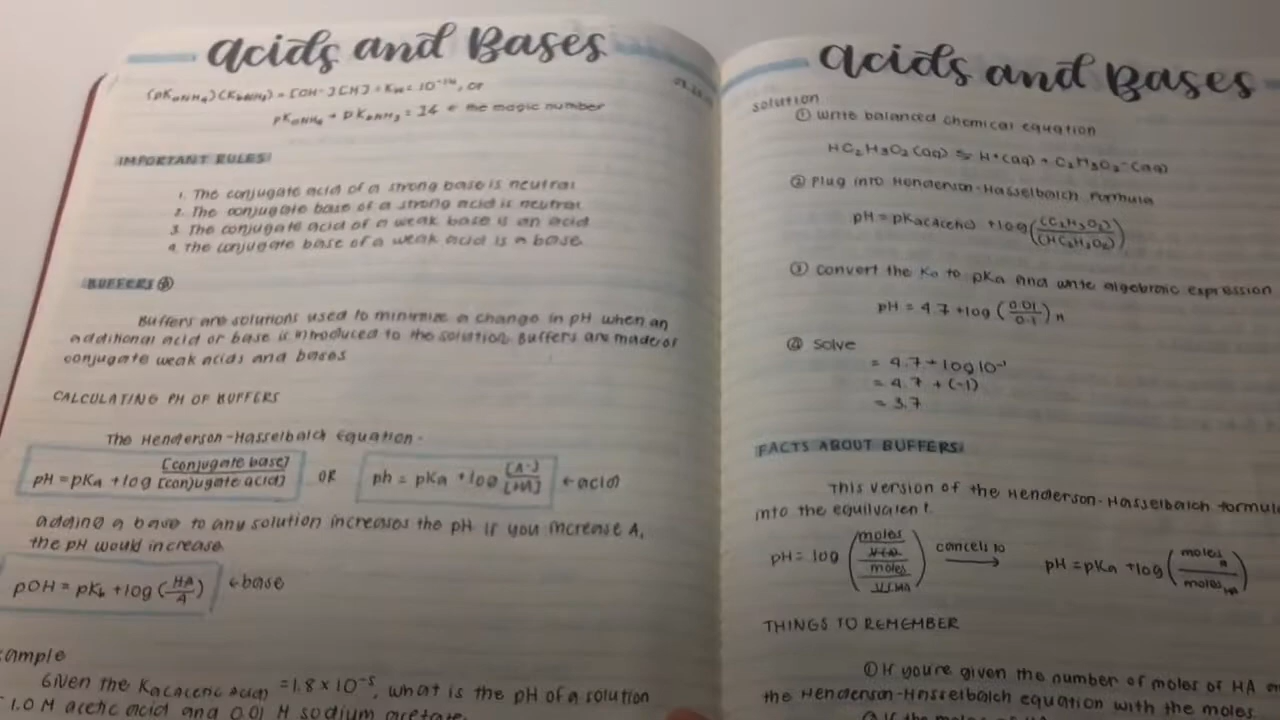 Acids and Bases
(pKaNH4)(KbNH3) = [OH-][H] = Kw = 10^-14, or
pKaNH4 + pKbNH3 = 14 ← the magic number
IMPORTANT RULES!
1. The conjugate acid of a strong base is neutral
2. The conjugate base of a strong acid is neutral
3. The conjugate acid of a weak base is an acid
4. The conjugate base of a weak acid is a base
BUFFERS
Buffers are solutions used to minimize a change in pH when an
additional acid or base is introduced to the solution. Buffers are made of
conjugate weak acids and bases
CALCULATING PH OF BUFFERS
The Henderson-Hasselbalch Equation -
pH = pKa + log [conjugate base]/[conjugate acid] OR ph = pKa + log [A-]/[HA] ← acid
adding a base to any solution increases the pH. If you increase A,
the pH would increase
pOH = pKb + log (HA/A) ← base
ample
Given the Ka(acetic acid) = 1.8 x 10^-5, what is the pH of a solution
1.0 M acetic acid and 0.01 M sodium acetate
Acids and Bases
solution
① write balanced chemical equation
HC2H3O2 (aq) ⇋ H+(aq) + C2H3O2-(aq)
② Plug into Henderson-Hasselbalch Formula
pH = pKa(acetic) + log ((C2H3O2)/(HC2H3O2))
③ convert the Ka to pKa and write algebraic expression
pH = 4.7 + log (0.01/0.1)
④ solve
= 4.7 + log 10^-1
= 4.7 + (-1)
= 3.7
FACTS ABOUT BUFFERS!
This version of the Henderson-Hasselbalch formula
into the equilvalent.
pH = log (moles / moles) cancels to → pH = pKa + log (moles A / moles HA)
THINGS TO REMEMBER
① If you're given the number of moles of HA
the Henderson-Hasselbalch equation with the moles.